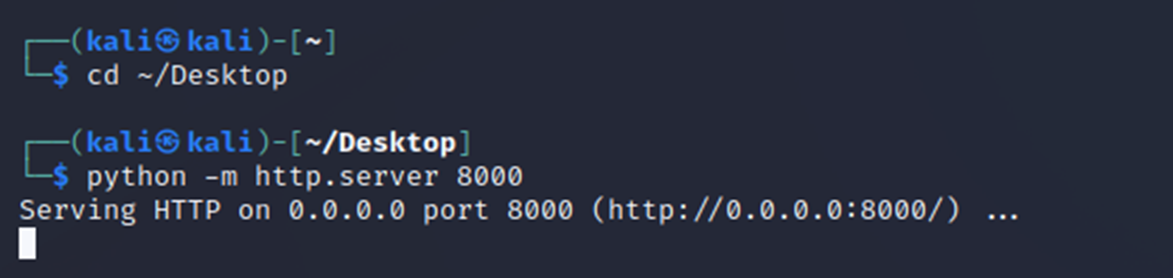 ┌──(kali㉿kali)-[~]
└─$ cd ~/Desktop
┌──(kali㉿kali)-[~/Desktop]
└─$ python -m http.server 8000
Serving HTTP on 0.0.0.0 port 8000 (http://0.0.0.0:8000/) ...